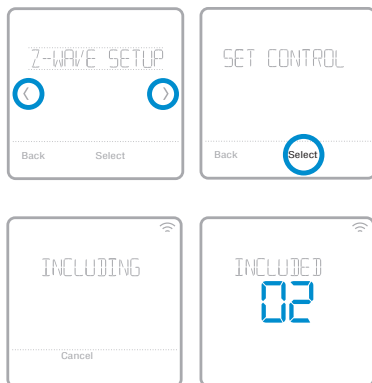 Z-WAVE SETUP
< >
Back Select
SET CONTROL
Back Select
INCLUDING
Cancel
INCLUDED
02